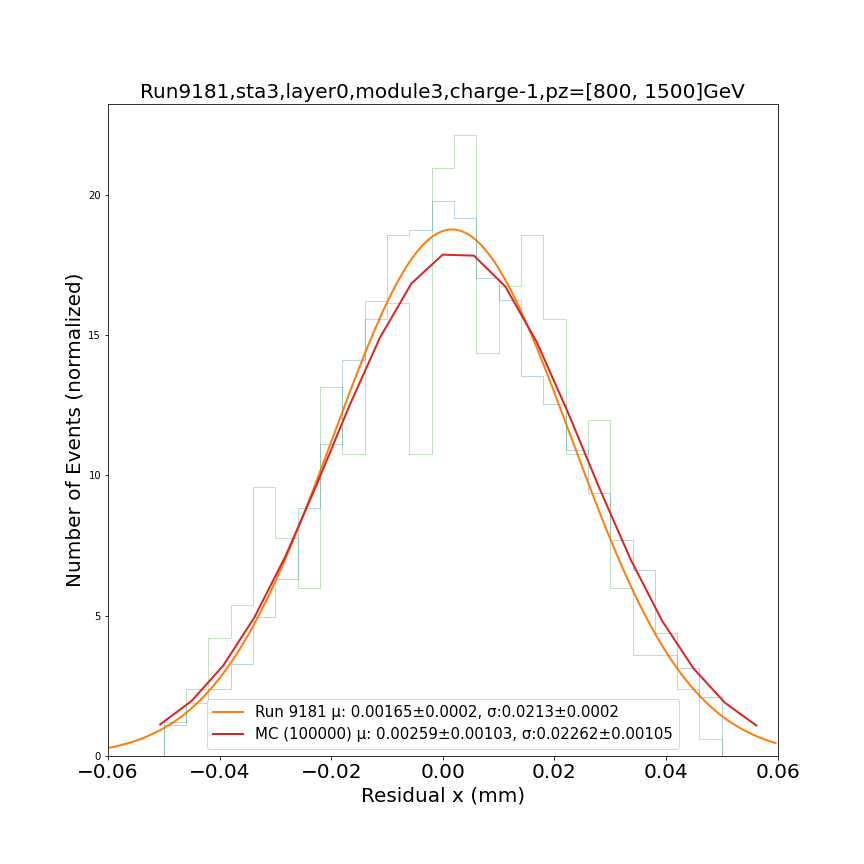 Run9181,sta3,layer0,module3,charge-1,pz=[800, 1500]GeV
Number of Events (normalized)
20
15
10
5
0
Run 9181 μ: 0.00165±0.0002, σ:0.0213±0.0002
MC (100000) μ: 0.00259±0.00103, σ:0.02262±0.00105
−0.06 −0.04 −0.02 0.00 0.02 0.04 0.06
Residual x (mm)